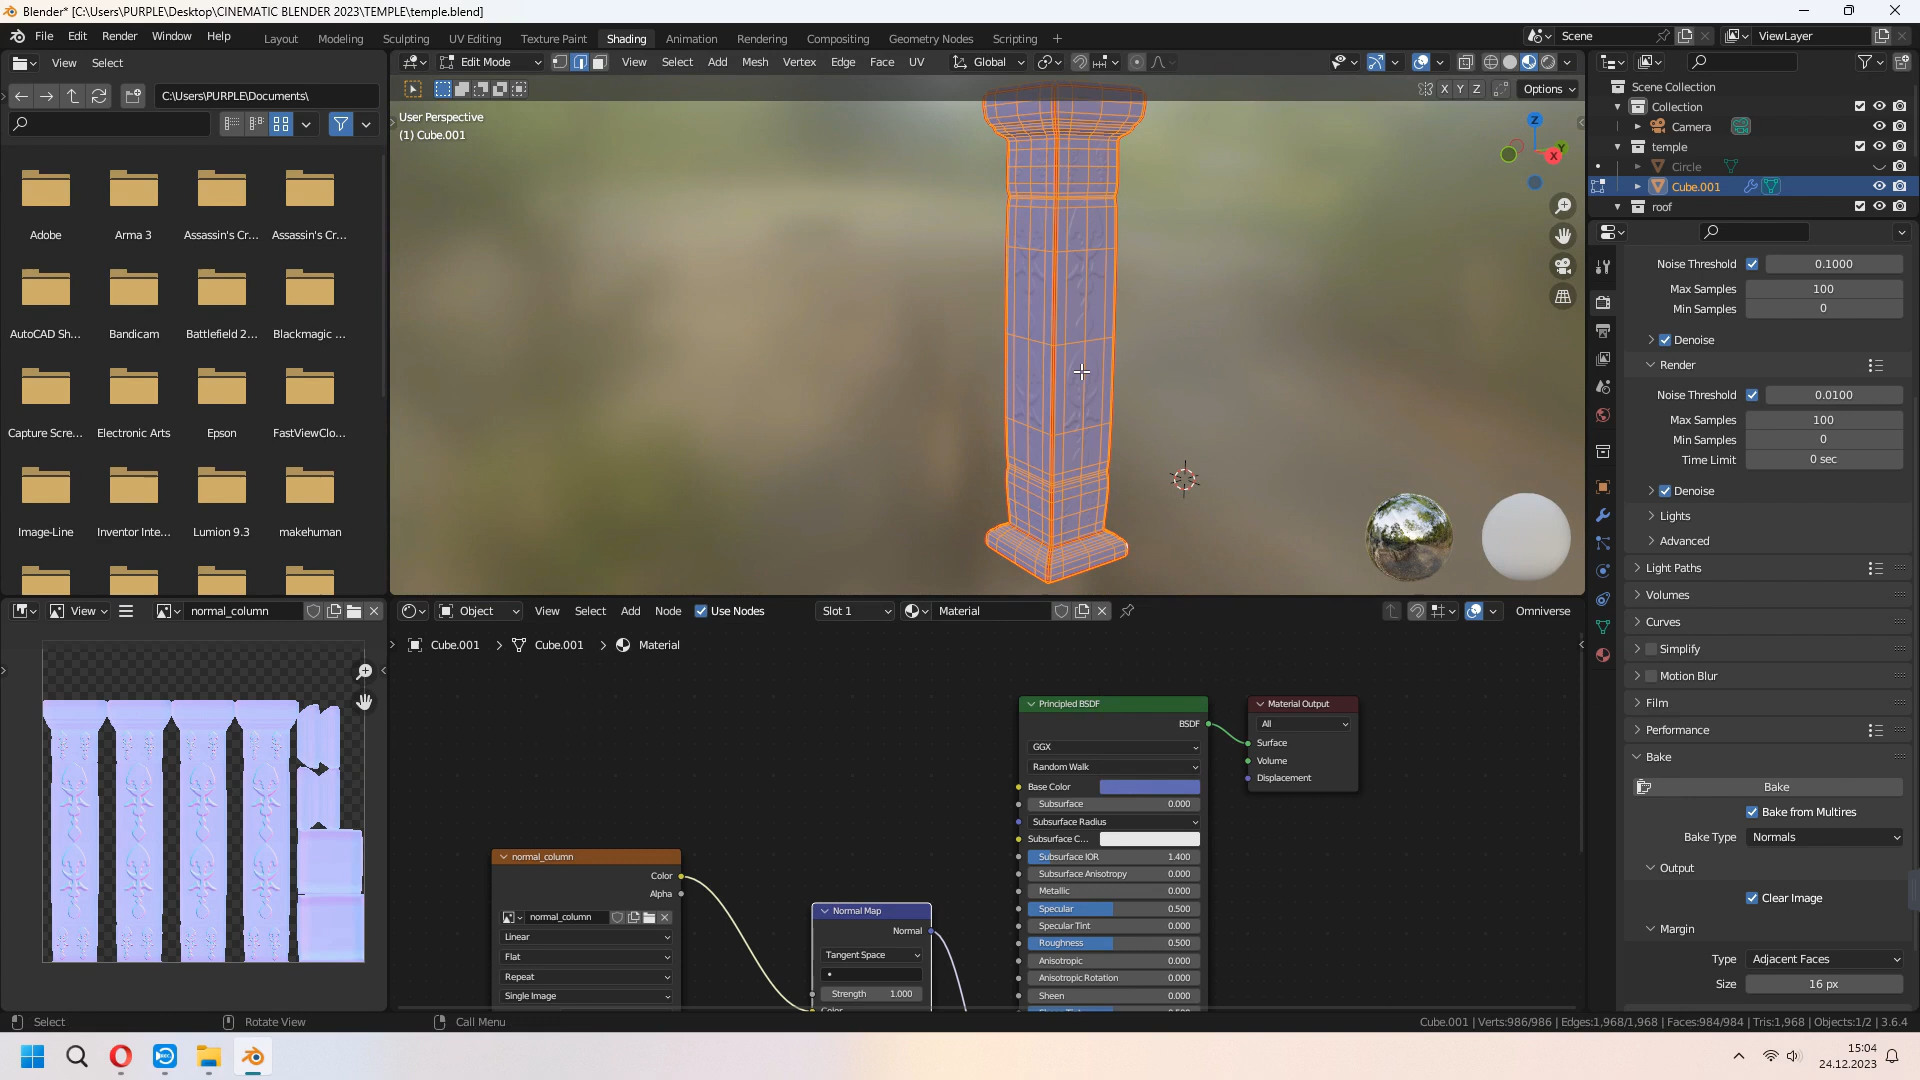 Blender* [C:\Users\PURPLE\Desktop\CINEMATIC BLENDER 2023\TEMPLE\temple.blend]
File Edit Render Window Help Layout Modeling Sculpting UV Editing Texture Paint Shading Animation Rendering Compositing Geometry Nodes Scripting + Scene ViewLayer
View Select
Edit Mode View Select Add Mesh Vertex Edge Face UV Global
C:\Users\PURPLE\Documents\
X Y Z Options
User Perspective
(1) Cube.001
Z Y X
Adobe Arma 3 Assassin's Cr... Assassin's Cr...
AutoCAD Sh... Bandicam Battlefield 2... Blackmagic ...
Capture Scre... Electronic Arts Epson FastViewClo...
Image-Line Inventor Inte... Lumion 9.3 makehuman
Scene Collection
Collection
Camera
temple
Circle
Cube.001
roof
Noise Threshold 0.1000
Max Samples 100
Min Samples 0
Denoise
Render
Noise Threshold 0.0100
Max Samples 100
Min Samples 0
Time Limit 0 sec
Denoise
Lights
Advanced
Light Paths
Volumes
Curves
Simplify
Motion Blur
Film
Performance
Bake
Bake
Bake from Multires
Bake Type Normals
Output
Clear Image
Margin
Type Adjacent Faces
Size 16 px
View normal_column
Object View Select Add Node Use Nodes Slot 1 Material Omniverse
Cube.001 > Cube.001 > Material
normal_column
Color
Alpha
normal_column
Linear
Flat
Repeat
Single Image
Normal Map
Normal
Tangent Space
Strength 1.000
Color
Principled BSDF
BSDF
GGX
Random Walk
Base Color
Subsurface 0.000
Subsurface Radius
Subsurface C...
Subsurface IOR 1.400
Subsurface Anisotropy 0.000
Metallic 0.000
Specular 0.500
Specular Tint 0.000
Roughness 0.500
Anisotropic 0.000
Anisotropic Rotation 0.000
Sheen 0.000
Material Output
All
Surface
Volume
Displacement
Select Rotate View Call Menu Cube.001 | Verts:986/986 | Edges:1,968/1,968 | Faces:984/984 | Tris:1,968 | Objects:1/2 | 3.6.4
15:04
24.12.2023